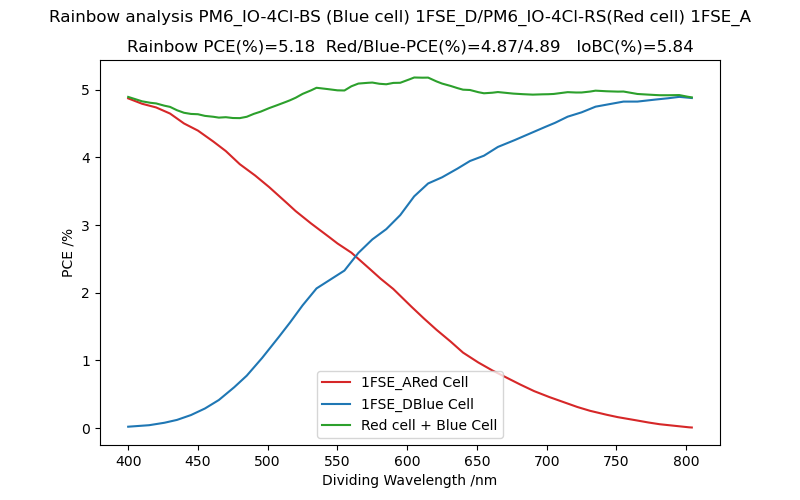 Rainbow analysis PM6_IO-4Cl-BS (Blue cell) 1FSE_D/PM6_IO-4Cl-RS(Red cell) 1FSE_A
Rainbow PCE(%)=5.18  Red/Blue-PCE(%)=4.87/4.89   IoBC(%)=5.84
PCE /%
5
4
3
2
1
0
1FSE_ARed Cell
1FSE_DBlue Cell
Red cell + Blue Cell
400 450 500 550 600 650 700 750 800
Dividing Wavelength /nm